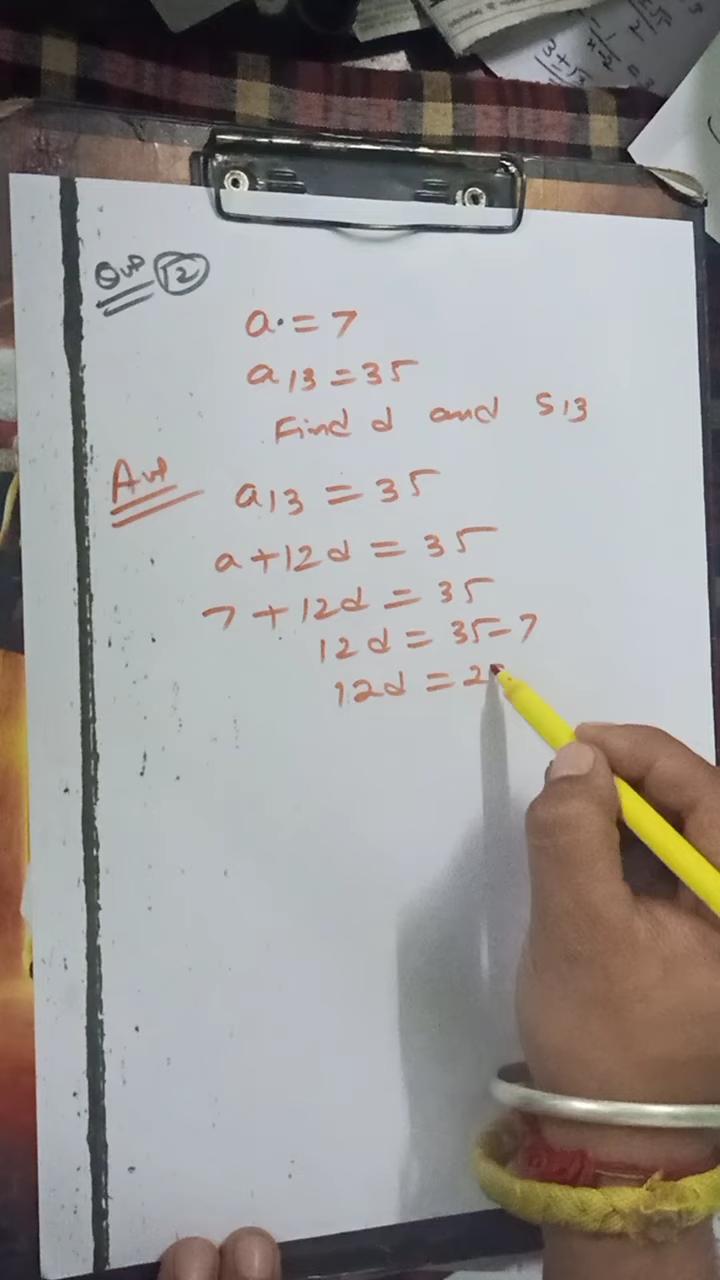 Que 12
a = 7
a13 = 35
Find d and S13
Ans
a13 = 35
a + 12d = 35
7 + 12d = 35
12d = 35 - 7
12d = 28